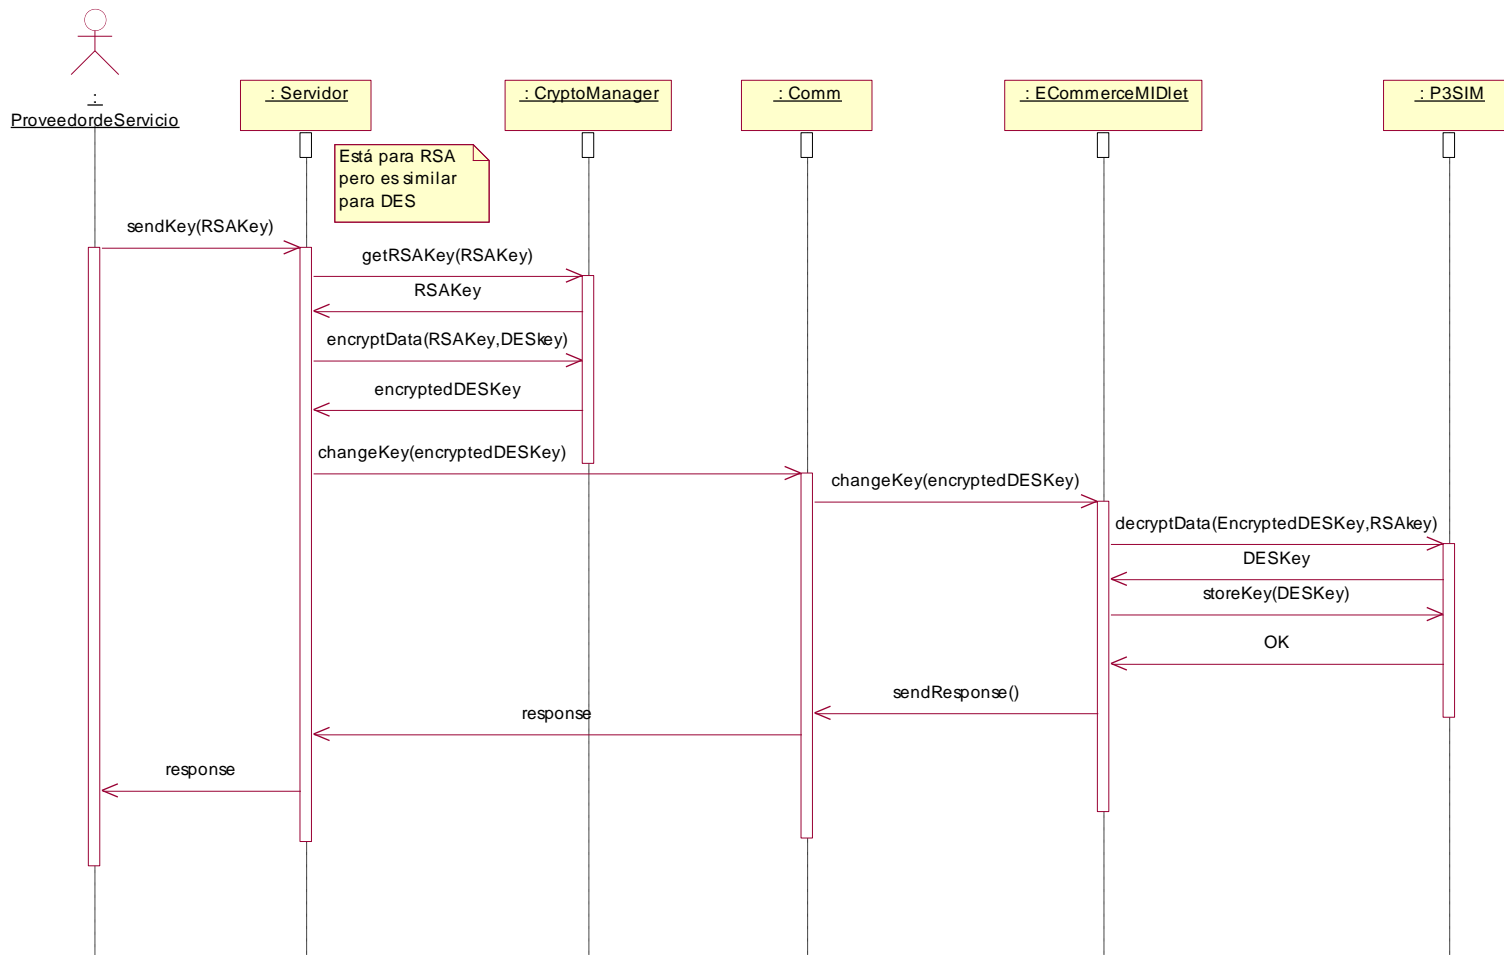 :
ProveedordeServicio
: Servidor
: CryptoManager
: Comm
: ECommerceMIDlet
: P3SIM
Está para RSA
pero es similar
para DES
sendKey(RSAKey)
getRSAKey(RSAKey)
RSAKey
encryptData(RSAKey,DESkey)
encryptedDESKey
changeKey(encryptedDESKey)
changeKey(encryptedDESKey)
decryptData(EncryptedDESKey,RSAkey)
DESKey
storeKey(DESKey)
OK
sendResponse()
response
response